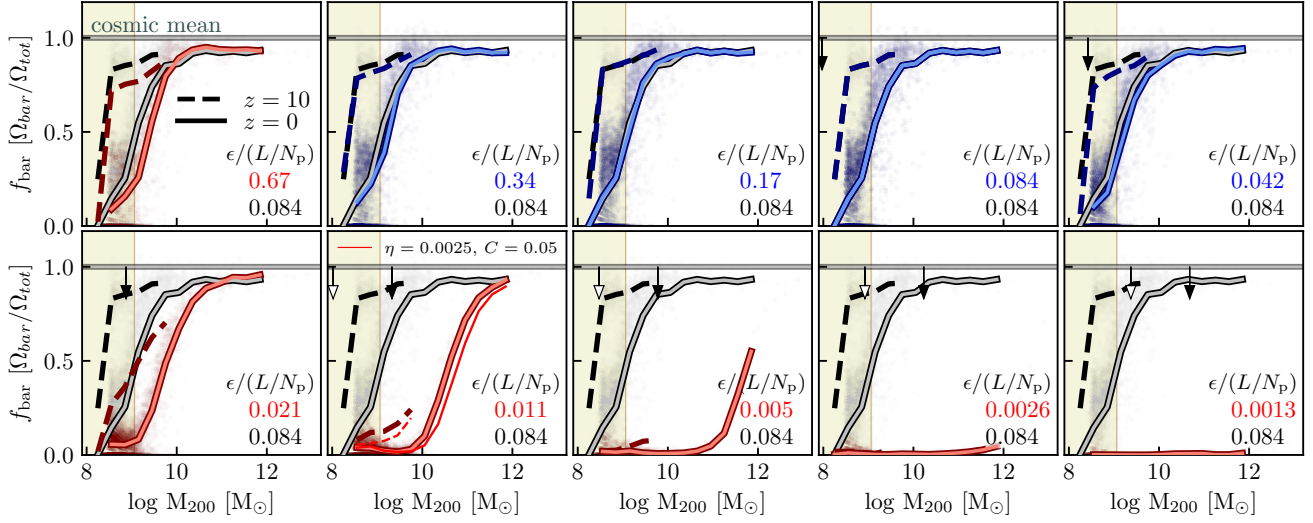 cosmic mean
1.0
0.5
0.0
f_bar [Ω_bar/Ω_tot]
z = 10
z = 0
ϵ/(L/N_p)
0.67
0.084
ϵ/(L/N_p)
0.34
0.084
ϵ/(L/N_p)
0.17
0.084
ϵ/(L/N_p)
0.084
0.084
ϵ/(L/N_p)
0.042
0.084
1.0
0.5
0.0
f_bar [Ω_bar/Ω_tot]
ϵ/(L/N_p)
0.021
0.084
η = 0.0025, C = 0.05
ϵ/(L/N_p)
0.011
0.084
ϵ/(L/N_p)
0.005
0.084
ϵ/(L/N_p)
0.0026
0.084
ϵ/(L/N_p)
0.0013
0.084
8 10 12 8 10 12 8 10 12 8 10 12 8 10 12
log M_200 [M_⊙] log M_200 [M_⊙] log M_200 [M_⊙] log M_200 [M_⊙] log M_200 [M_⊙]